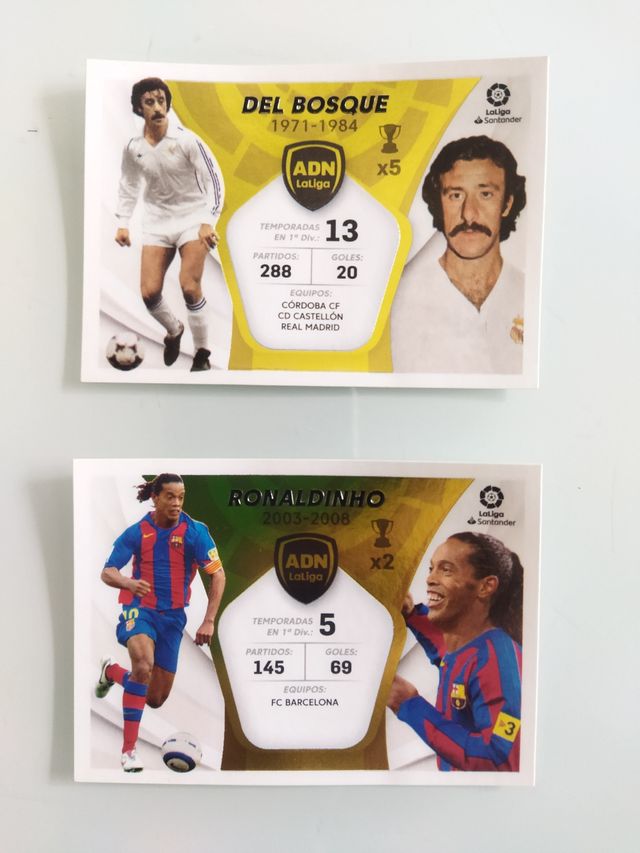 DEL BOSQUE
1971-1984
LaLiga
Santander
x5
ADN
LaLiga
TEMPORADAS
EN 1ª DIV.: 13
PARTIDOS: GOLES:
288 20
EQUIPOS:
CÓRDOBA CF
CD CASTELLÓN
REAL MADRID
RONALDINHO
2003-2008
LaLiga
Santander
x2
ADN
LaLiga
TEMPORADAS
EN 1ª DIV.: 5
PARTIDOS: GOLES:
145 69
EQUIPOS:
FC BARCELONA
10
3